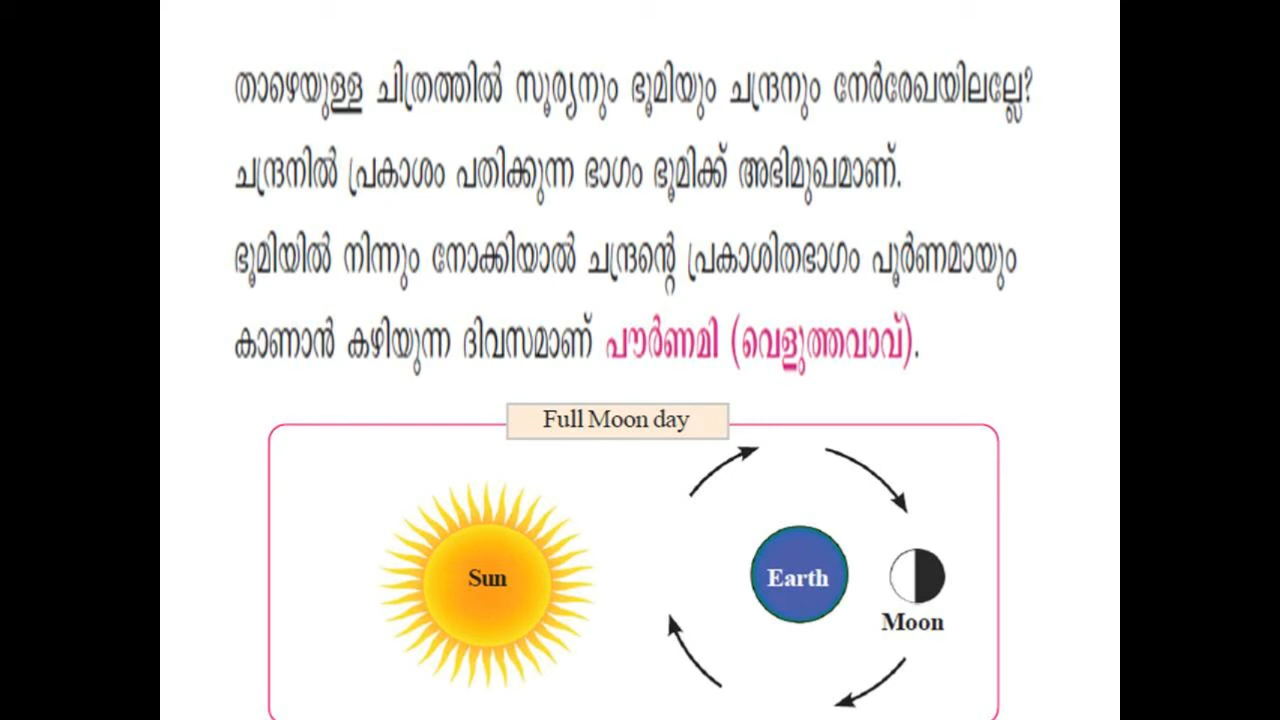 താഴെയുള്ള ചിത്രത്തിൽ സൂര്യനും ഭൂമിയും ചന്ദ്രനും നേർരേഖയിലല്ലേ?
ചന്ദ്രനിൽ പ്രകാശം പതിക്കുന്ന ഭാഗം ഭൂമിക്ക് അഭിമുഖമാണ്.
ഭൂമിയിൽ നിന്നും നോക്കിയാൽ ചന്ദ്രന്റെ പ്രകാശിതഭാഗം പൂർണമായും
കാണാൻ കഴിയുന്ന ദിവസമാണ് പൗർണമി (വെളുത്തവാവ്).
Full Moon day
Sun
Earth
Moon